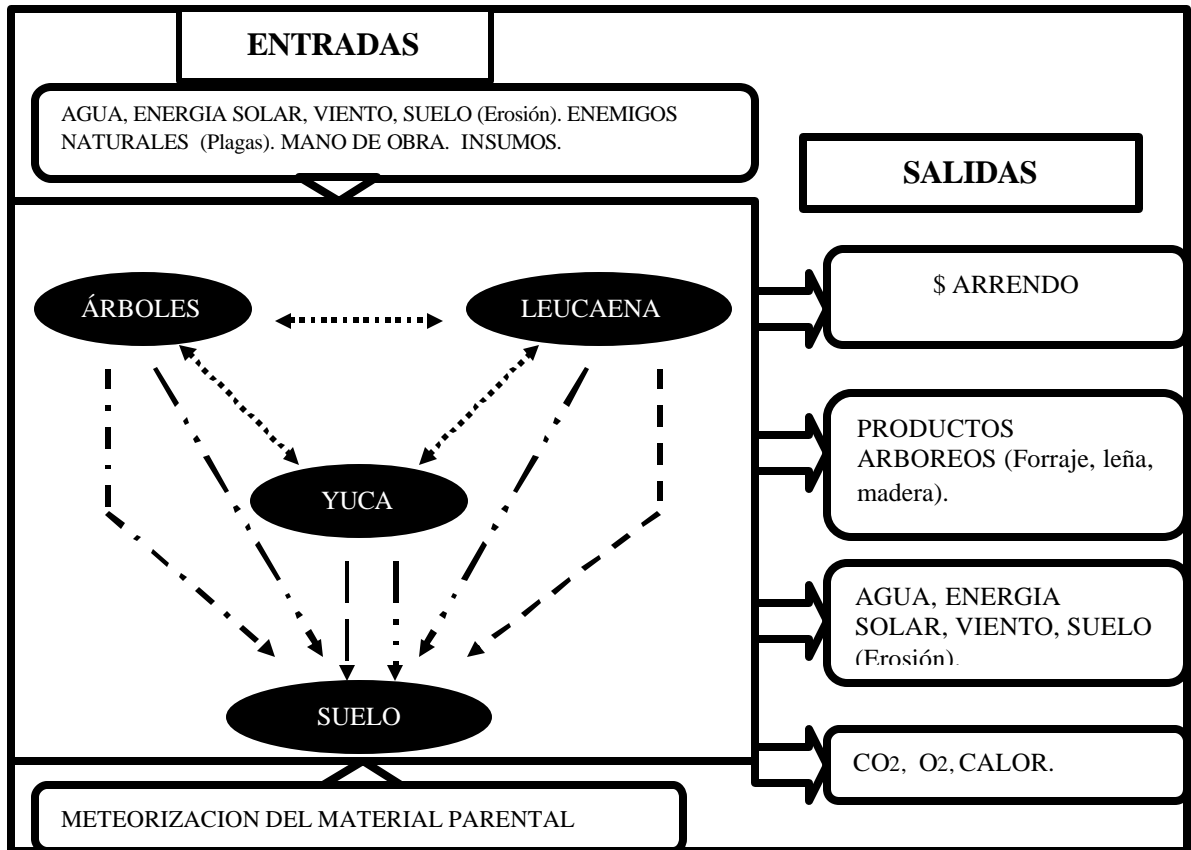 ENTRADAS
AGUA, ENERGIA SOLAR, VIENTO, SUELO (Erosión). ENEMIGOS
NATURALES (Plagas). MANO DE OBRA. INSUMOS.
SALIDAS
ÁRBOLES
LEUCAENA
YUCA
SUELO
$ ARRENDO
PRODUCTOS
ARBOREOS (Forraje, leña,
madera).
AGUA, ENERGIA
SOLAR, VIENTO, SUELO
(Erosión).
CO2, O2, CALOR.
METEORIZACION DEL MATERIAL PARENTAL